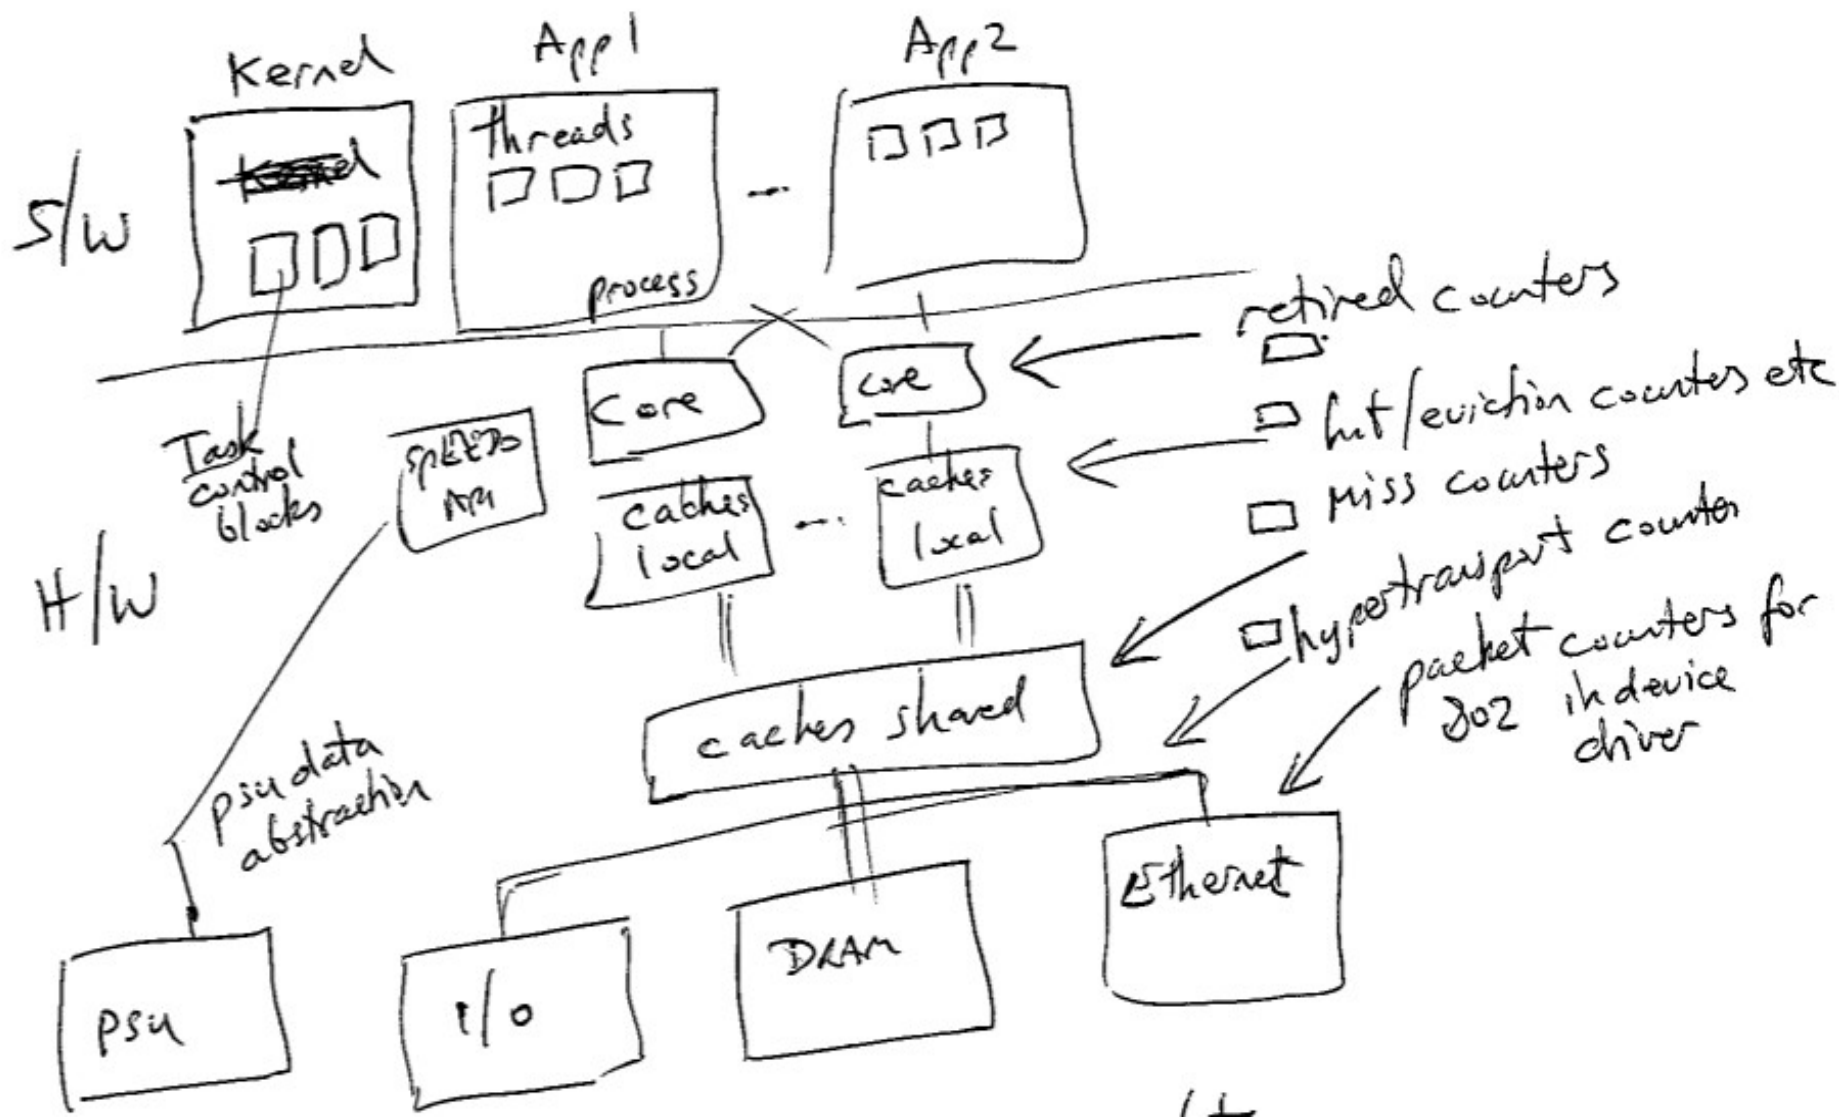 Kernel
App1
App2
S/W
threads
process
retired counters
core
core
hit/eviction counters etc
Task
control
blocks
API
caches
local
caches
local
miss counters
H/W
hypertransport counter
packet counters for
802 in device
driver
caches shared
psu data
abstraction
psu
I/O
DRAM
Ethernet